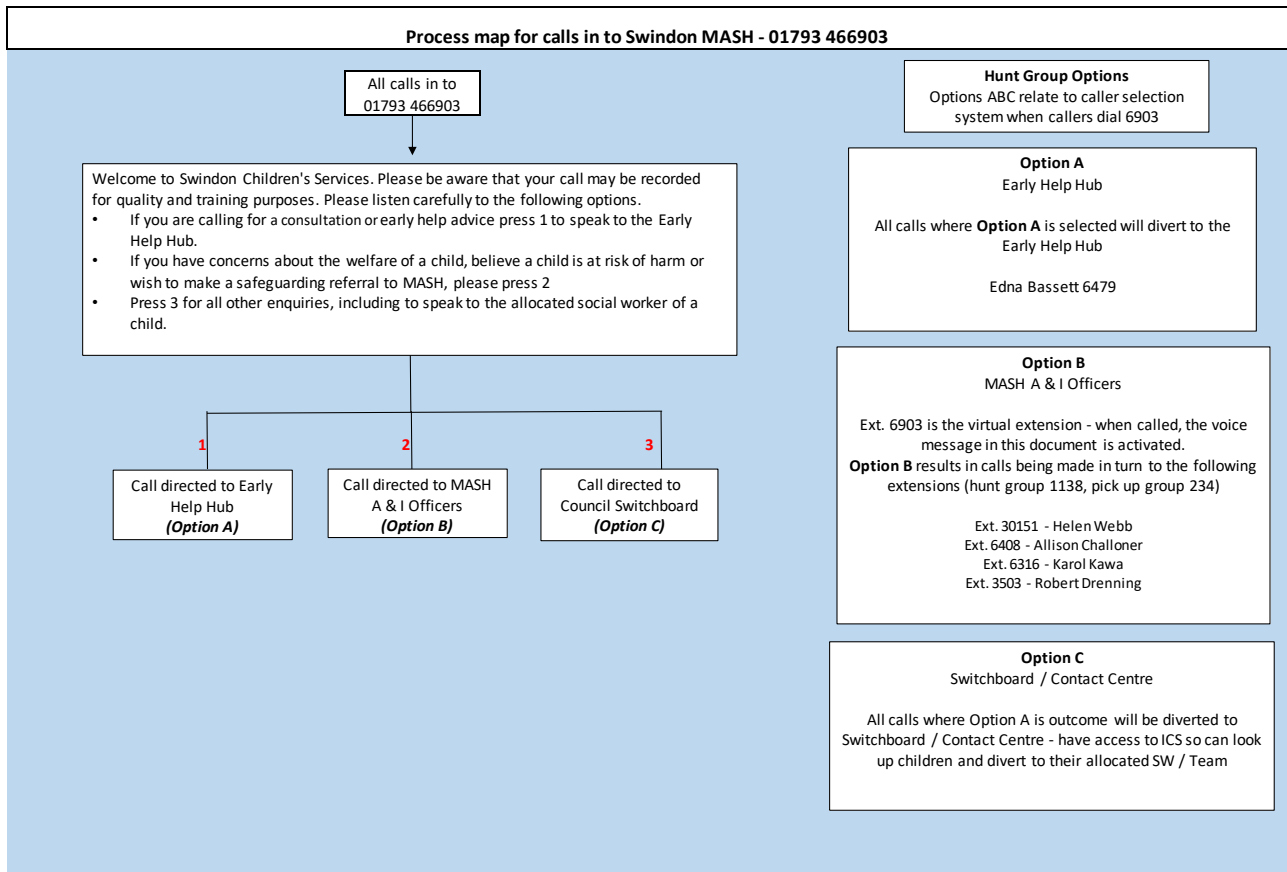 Process map for calls in to Swindon MASH - 01793 466903
All calls in to
01793 466903
Welcome to Swindon Children's Services. Please be aware that your call may be recorded
for quality and training purposes. Please listen carefully to the following options.
• If you are calling for a consultation or early help advice press 1 to speak to the Early
Help Hub.
• If you have concerns about the welfare of a child, believe a child is at risk of harm or
wish to make a safeguarding referral to MASH, please press 2
• Press 3 for all other enquiries, including to speak to the allocated social worker of a
child.
1
2
3
Call directed to Early
Help Hub
(Option A)
Call directed to MASH
A & I Officers
(Option B)
Call directed to
Council Switchboard
(Option C)
Hunt Group Options
Options ABC relate to caller selection
system when callers dial 6903
Option A
Early Help Hub
All calls where Option A is selected will divert to the
Early Help Hub
Edna Bassett 6479
Option B
MASH A & I Officers
Ext. 6903 is the virtual extension - when called, the voice
message in this document is activated.
Option B results in calls being made in turn to the following
extensions (hunt group 1138, pick up group 234)
Ext. 30151 - Helen Webb
Ext. 6408 - Allison Challoner
Ext. 6316 - Karol Kawa
Ext. 3503 - Robert Drenning
Option C
Switchboard / Contact Centre
All calls where Option A is outcome will be diverted to
Switchboard / Contact Centre - have access to ICS so can look
up children and divert to their allocated SW / Team